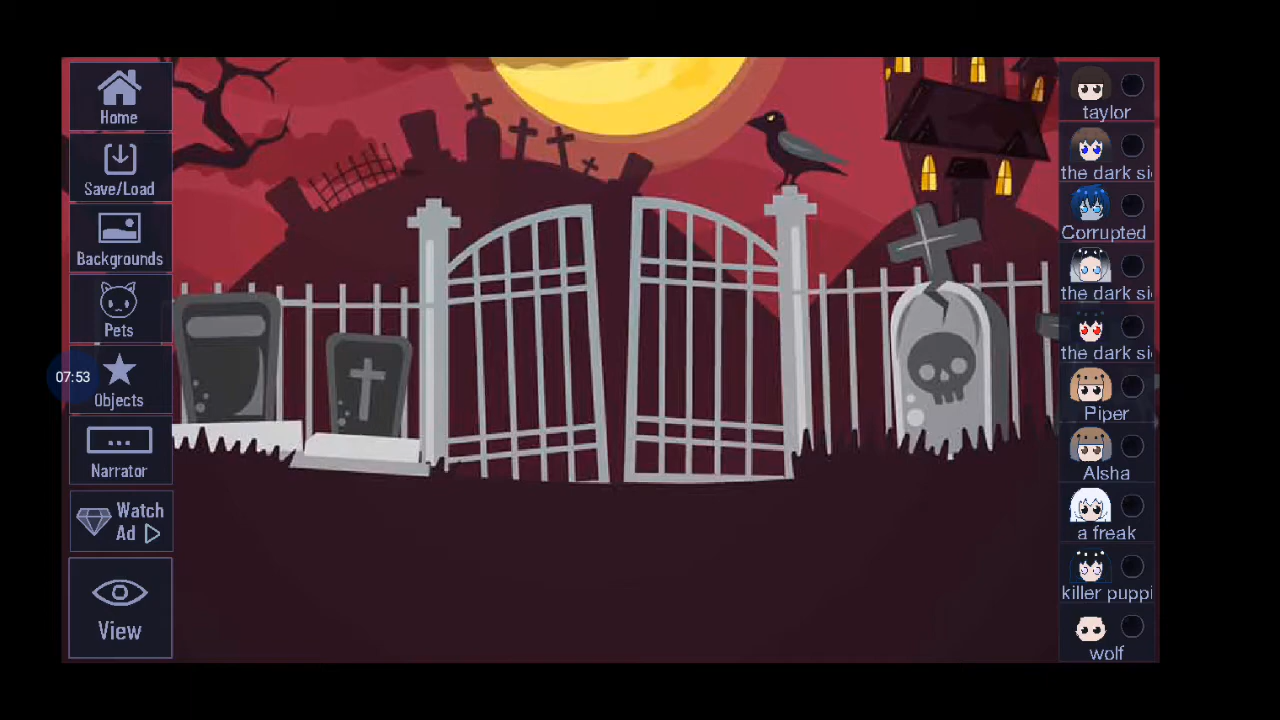 Home
Save/Load
Backgrounds
Pets
07:53
Objects
...
Narrator
Watch
Ad
View
taylor
the dark si
Corrupted
the dark si
the dark si
Piper
Alsha
a freak
killer puppi
wolf